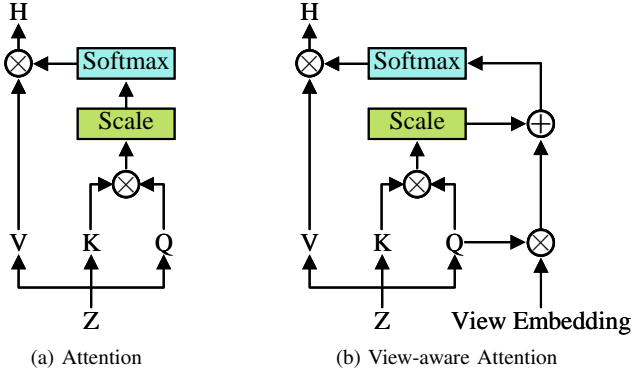 H H
Softmax Softmax
Scale Scale
V K Q V K Q
Z Z View Embedding
(a) Attention (b) View-aware Attention